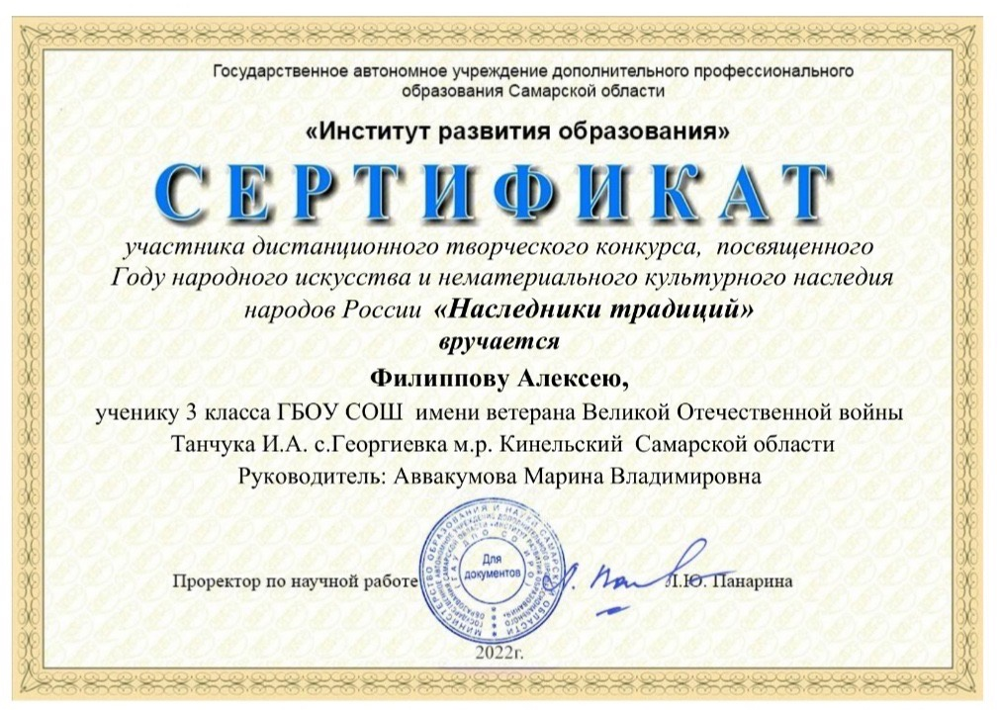 Государственное автономное учреждение дополнительного профессионального
образования Самарской области
«Институт развития образования»
СЕРТИФИКАТ
участника дистанционного творческого конкурса, посвященного
Году народного искусства и нематериального культурного наследия
народов России «Наследники традиций»
вручается
Филиппову Алексею,
ученику 3 класса ГБОУ СОШ имени ветерана Великой Отечественной войны
Танчука И.А. с.Георгиевка м.р. Кинельский Самарской области
Руководитель: Аввакумова Марина Владимировна
Для
документов
Проректор по научной работе Л.Ю. Панарина
2022г.